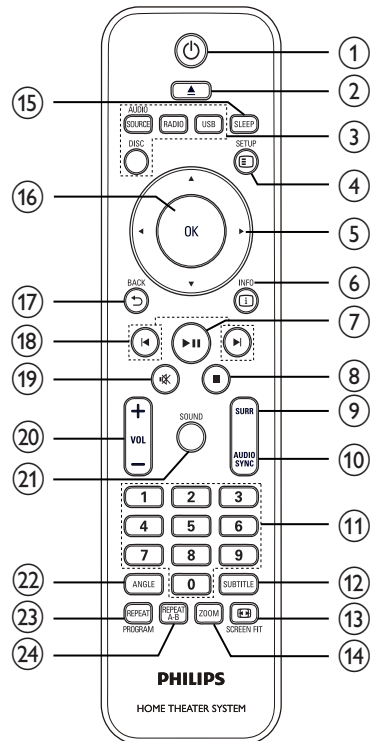 1
2
15
AUDIO
SOURCE RADIO USB SLEEP
3
DISC
SETUP
4
16
OK
5
BACK
INFO
6
17
i
7
18
19
8
+
VOL
−
SOUND
SURR
AUDIO
SYNC
9
20
10
21
1 2 3
4 5 6
11
7 8 9
22
ANGLE 0 SUBTITLE
12
23
REPEAT
REPEAT
A-B
ZOOM
13
PROGRAM
SCREEN FIT
24
14
PHILIPS
HOME THEATER SYSTEM